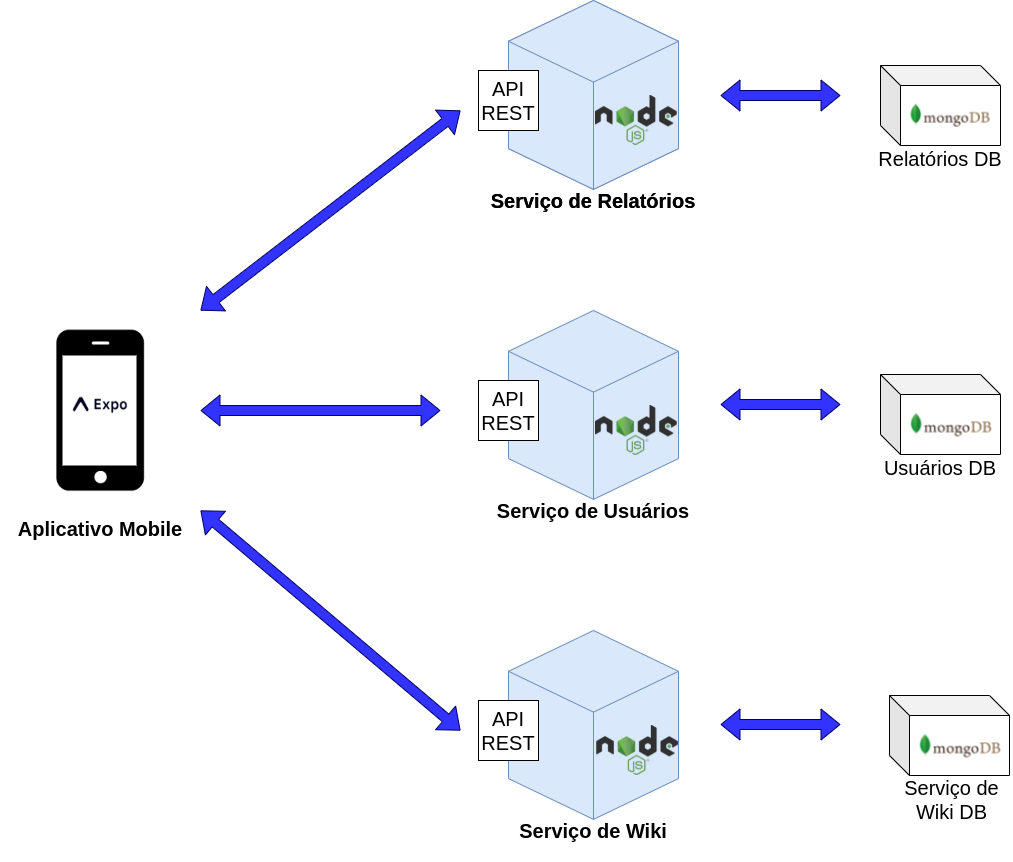 API
REST
node
JS
mongoDB
Relatórios DB
Serviço de Relatórios
Expo
Aplicativo Mobile
API
REST
node
JS
mongoDB
Usuários DB
Serviço de Usuários
API
REST
node
JS
mongoDB
Serviço de
Wiki DB
Serviço de Wiki